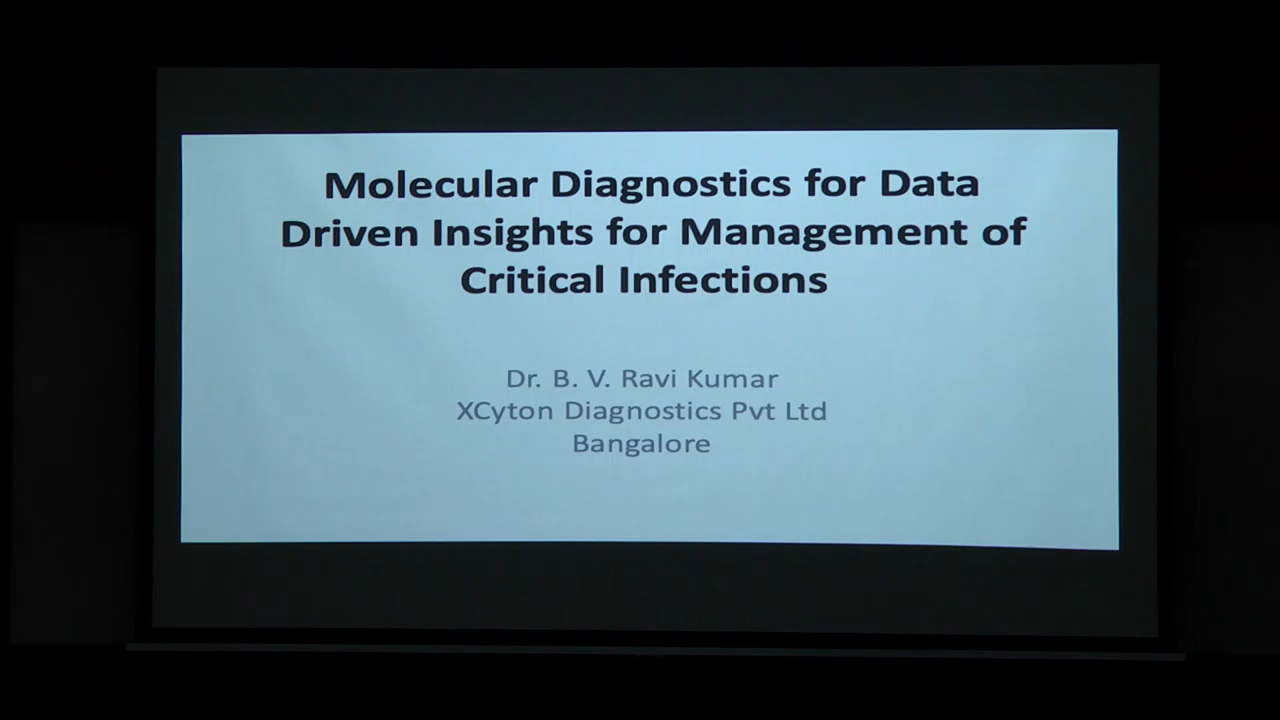 Molecular Diagnostics for Data
Driven Insights for Management of
Critical Infections
Dr. B. V. Ravi Kumar
XCyton Diagnostics Pvt Ltd
Bangalore